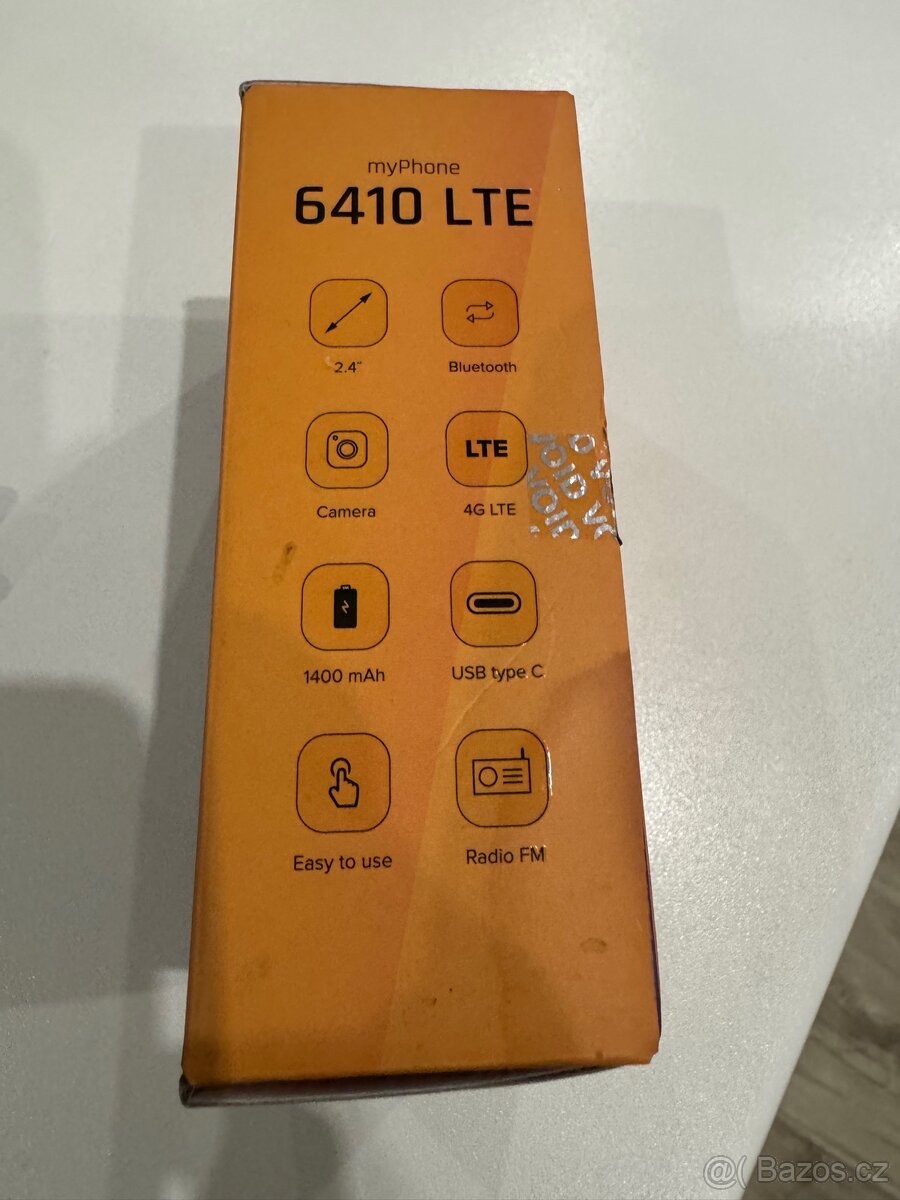 myPhone
6410 LTE
2.4"
Bluetooth
LTE
Camera
4G LTE
VOID
1400 mAh
USB type C
Easy to use
Radio FM
@( Bazos.cz